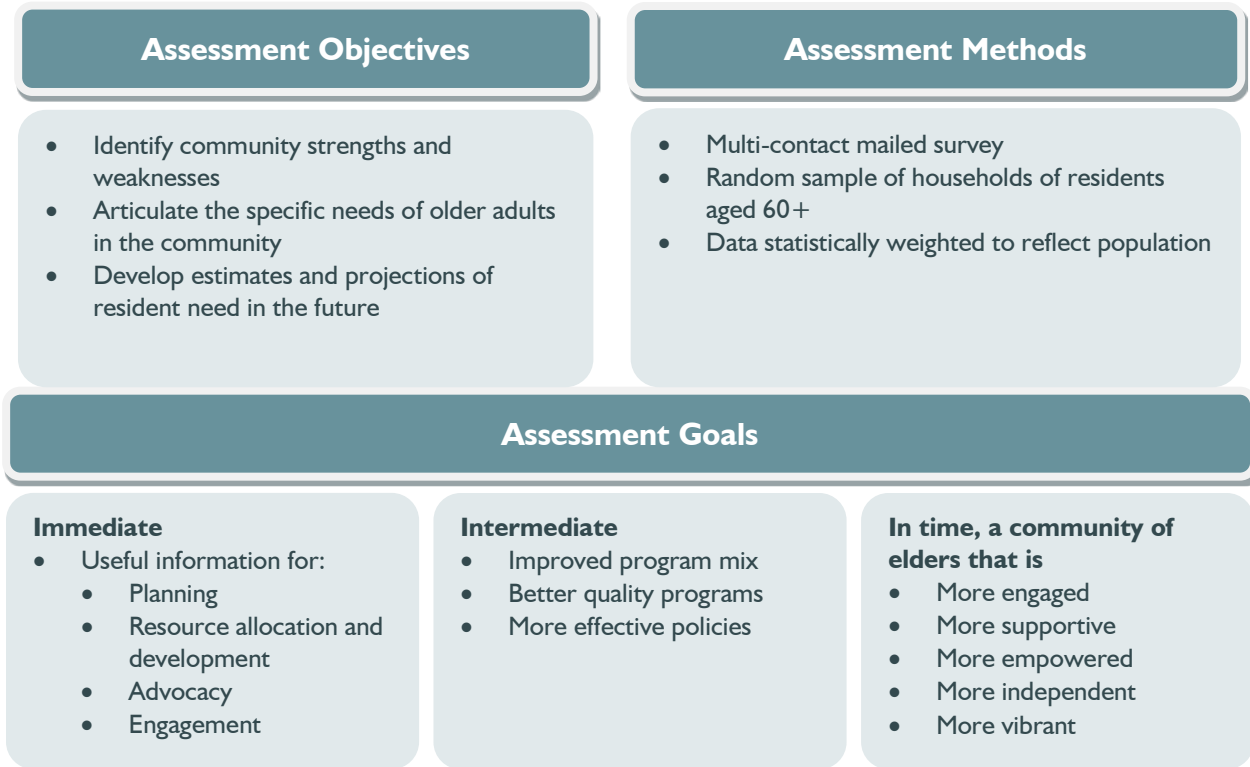 Assessment Objectives
• Identify community strengths and
weaknesses
• Articulate the specific needs of older adults
in the community
• Develop estimates and projections of
resident need in the future
Assessment Methods
• Multi-contact mailed survey
• Random sample of households of residents
aged 60+
• Data statistically weighted to reflect population
Assessment Goals
Immediate
• Useful information for:
• Planning
• Resource allocation and
development
• Advocacy
• Engagement
Intermediate
• Improved program mix
• Better quality programs
• More effective policies
In time, a community of
elders that is
• More engaged
• More supportive
• More empowered
• More independent
• More vibrant